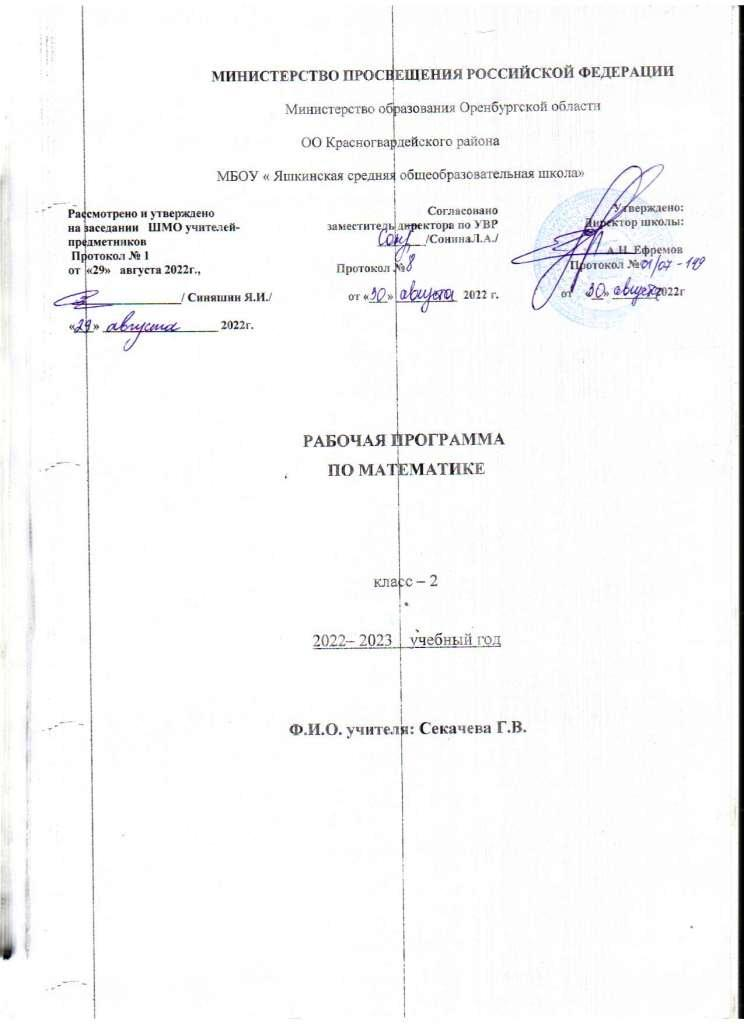 МИНИСТЕРСТВО ПРОСВЕЩЕНИЯ РОССИЙСКОЙ ФЕДЕРАЦИИ
Министерство образования Оренбургской области
ОО Красногвардейского района
МБОУ « Яшкинская средняя общеобразовательная школа»
Рассмотрено и утверждено
на заседании ШМО учителей-
предметников
Протокол № 1
от «29» августа 2022г.,
/ Синяшин Я.И./
«29» августа 2022г.
Согласовано
заместитель директора по УВР
/СонинаЛ.А./
Протокол №8
от «30» августа 2022 г.
Утверждено:
Директор школы:
А.Н. Ефремов
Протокол №01/07 - 149
от «30» августа 2022г
РАБОЧАЯ ПРОГРАММА
ПО МАТЕМАТИКЕ
класс – 2
2022– 2023 учебный год
Ф.И.О. учителя: Секачева Г.В.